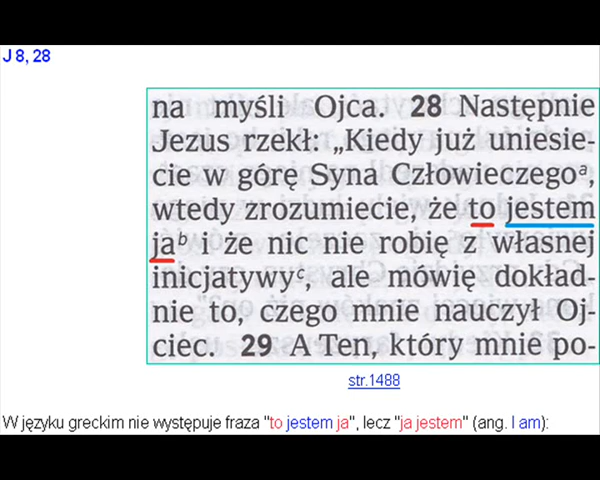 J 8, 28
na myśli Ojca. 28 Następnie
Jezus rzekł: „Kiedy już uniesie-
cie w górę Syna Człowieczegoᵃ,
wtedy zrozumiecie, że to jestem
jaᵇ i że nic nie robię z własnej
inicjatywyᶜ, ale mówię dokład-
nie to, czego mnie nauczył Oj-
ciec. 29 A Ten, który mnie po-
str.1488
W języku greckim nie występuje fraza "to jestem ja", lecz "ja jestem" (ang. I am):